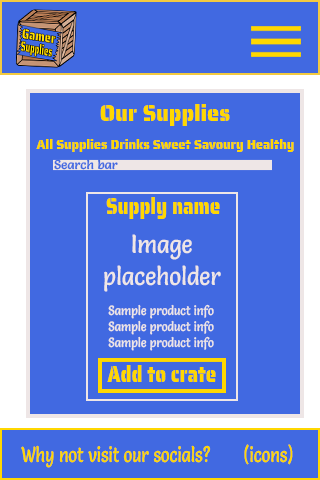 Gamer
Supplies
Our Supplies
All Supplies Drinks Sweet Savoury Healthy
Search bar
Supply name
Image
placeholder
Sample product info
Sample product info
Sample product info
Add to crate
Why not visit our socials? (icons)